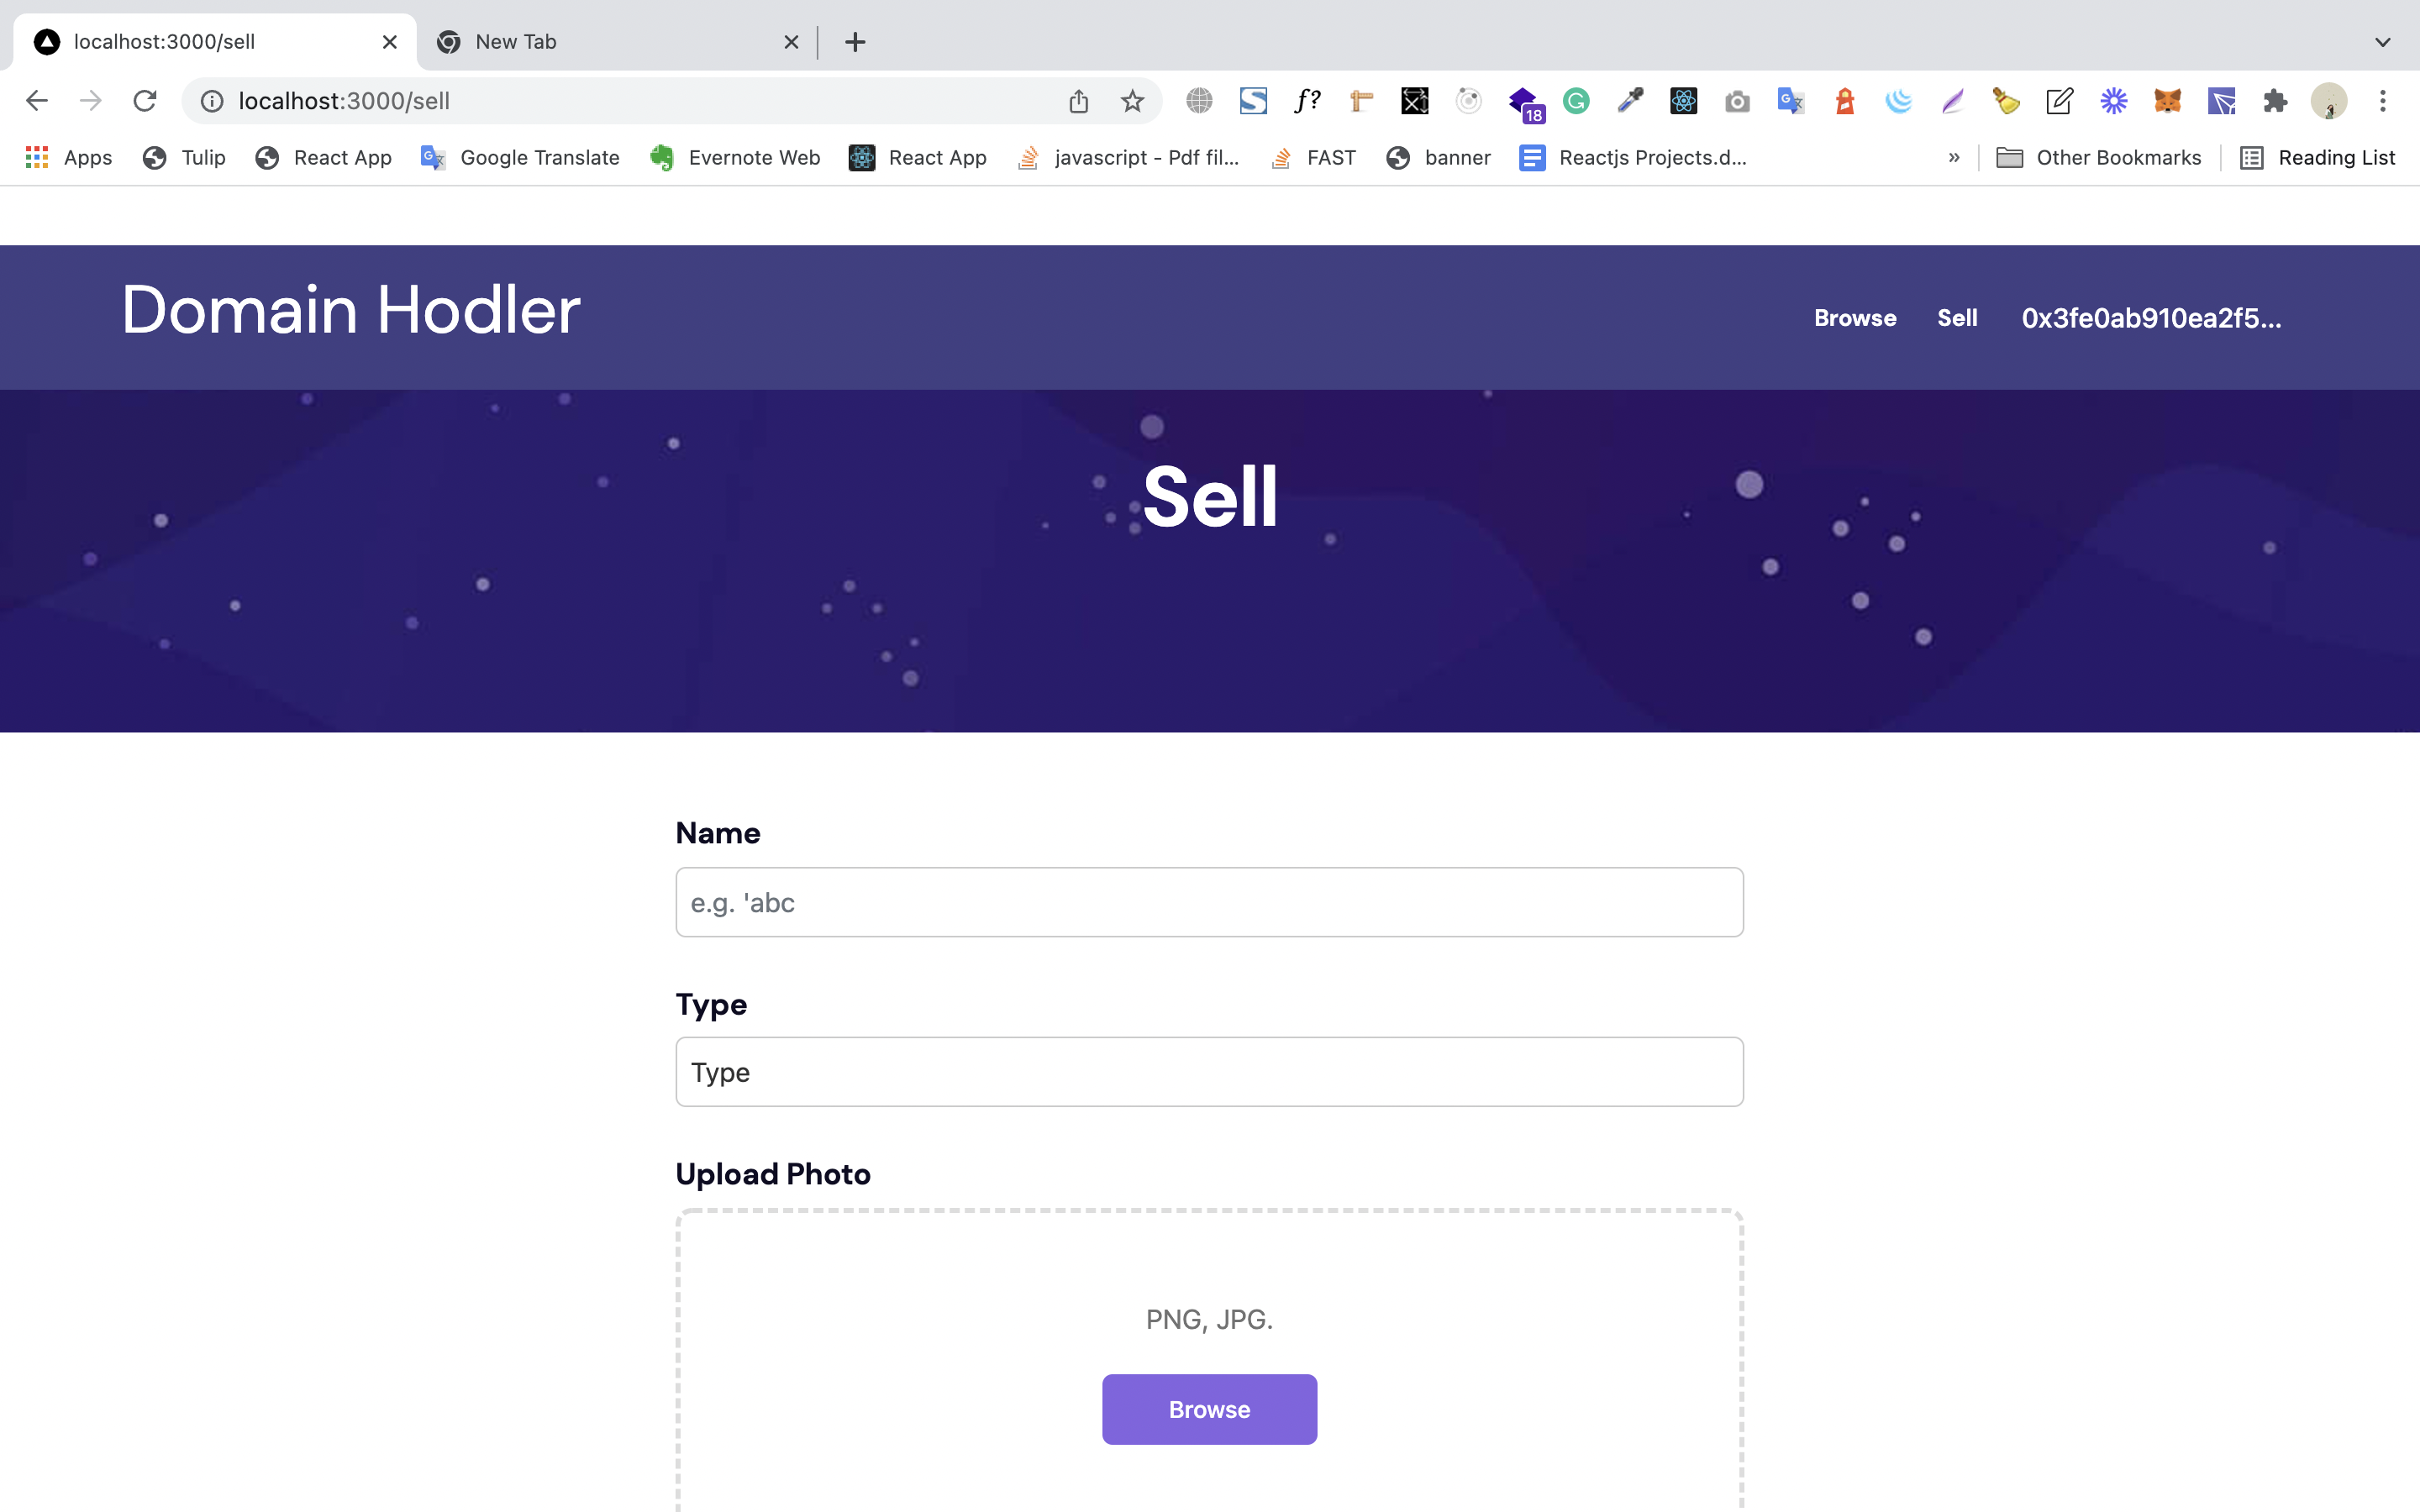 localhost:3000/sell
New Tab
localhost:3000/sell
f?
18
Apps
Tulip
React App
Google Translate
Evernote Web
React App
javascript - Pdf fil...
FAST
banner
Reactjs Projects.d...
»
Other Bookmarks
Reading List
Domain Hodler
Browse
Sell
0x3fe0ab910ea2f5...
Sell
Name
e.g. 'abc
Type
Type
Upload Photo
PNG, JPG.
Browse